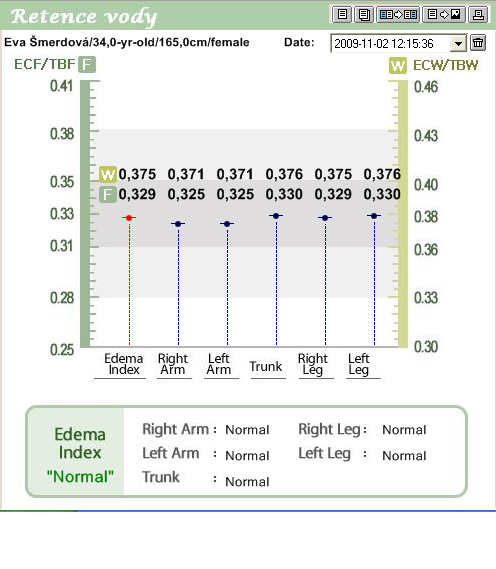 Retence vody
Eva Šmerdová/34,0-yr-old/165,0cm/female Date: 2009-11-02 12:15:36
ECF/TBF F W ECW/TBW
0.41 0.46
0.38 0.43
W 0,375 0,371 0,371 0,376 0,375 0,376
0.35 0.40
F 0,329 0,325 0,325 0,330 0,329 0,330
0.33 0.38
0.31 0.36
0.28 0.33
0.25 0.30
Edema Index Right Arm Left Arm Trunk Right Leg Left Leg
Edema Index
"Normal"
Right Arm : Normal Right Leg : Normal
Left Arm : Normal Left Leg : Normal
Trunk : Normal